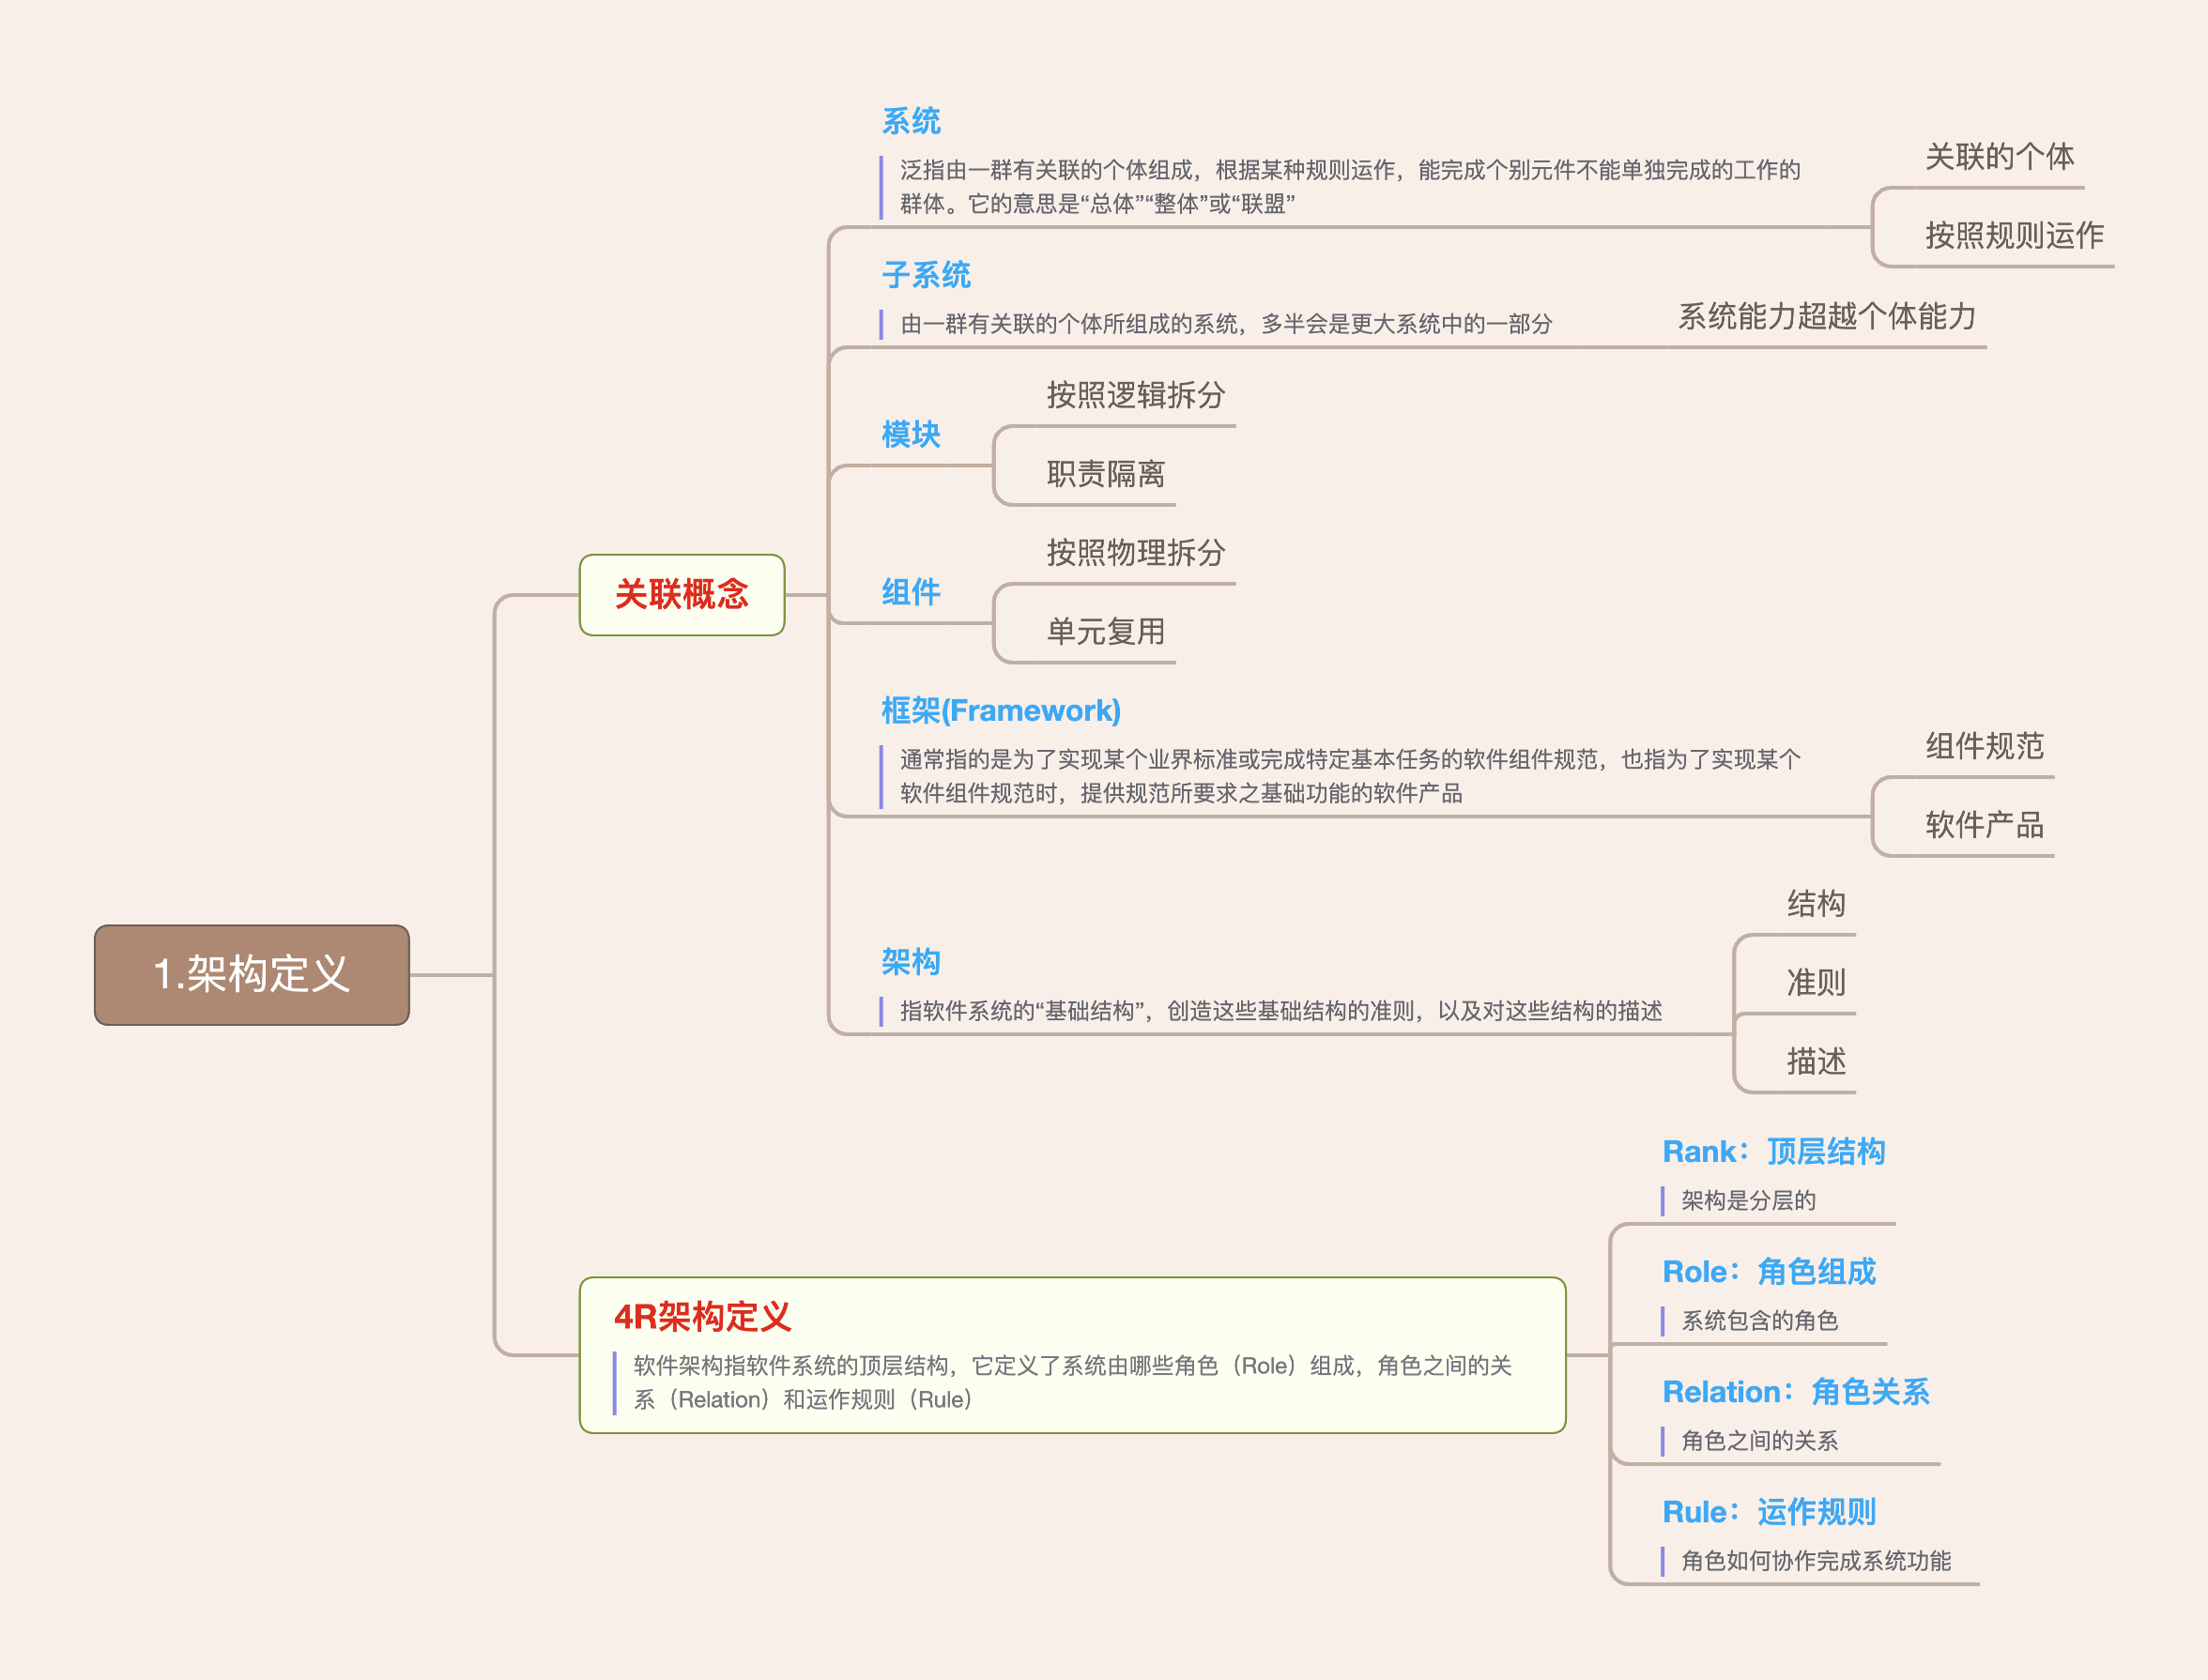 系统
泛指由一群有关联的个体组成，根据某种规则运作，能完成个别元件不能单独完成的工作的
群体。它的意思是“总体”“整体”或“联盟”
关联的个体
按照规则运作
子系统
由一群有关联的个体所组成的系统，多半会是更大系统中的一部分
系统能力超越个体能力
模块
按照逻辑拆分
职责隔离
关联概念
组件
按照物理拆分
单元复用
框架(Framework)
通常指的是为了实现某个业界标准或完成特定基本任务的软件组件规范，也指为了实现某个
软件组件规范时，提供规范所要求之基础功能的软件产品
组件规范
软件产品
1.架构定义
架构
指软件系统的“基础结构”，创造这些基础结构的准则，以及对这些结构的描述
结构
准则
描述
4R架构定义
软件架构指软件系统的顶层结构，它定义了系统由哪些角色（Role）组成，角色之间的关
系（Relation）和运作规则（Rule）
Rank：顶层结构
架构是分层的
Role：角色组成
系统包含的角色
Relation：角色关系
角色之间的关系
Rule：运作规则
角色如何协作完成系统功能